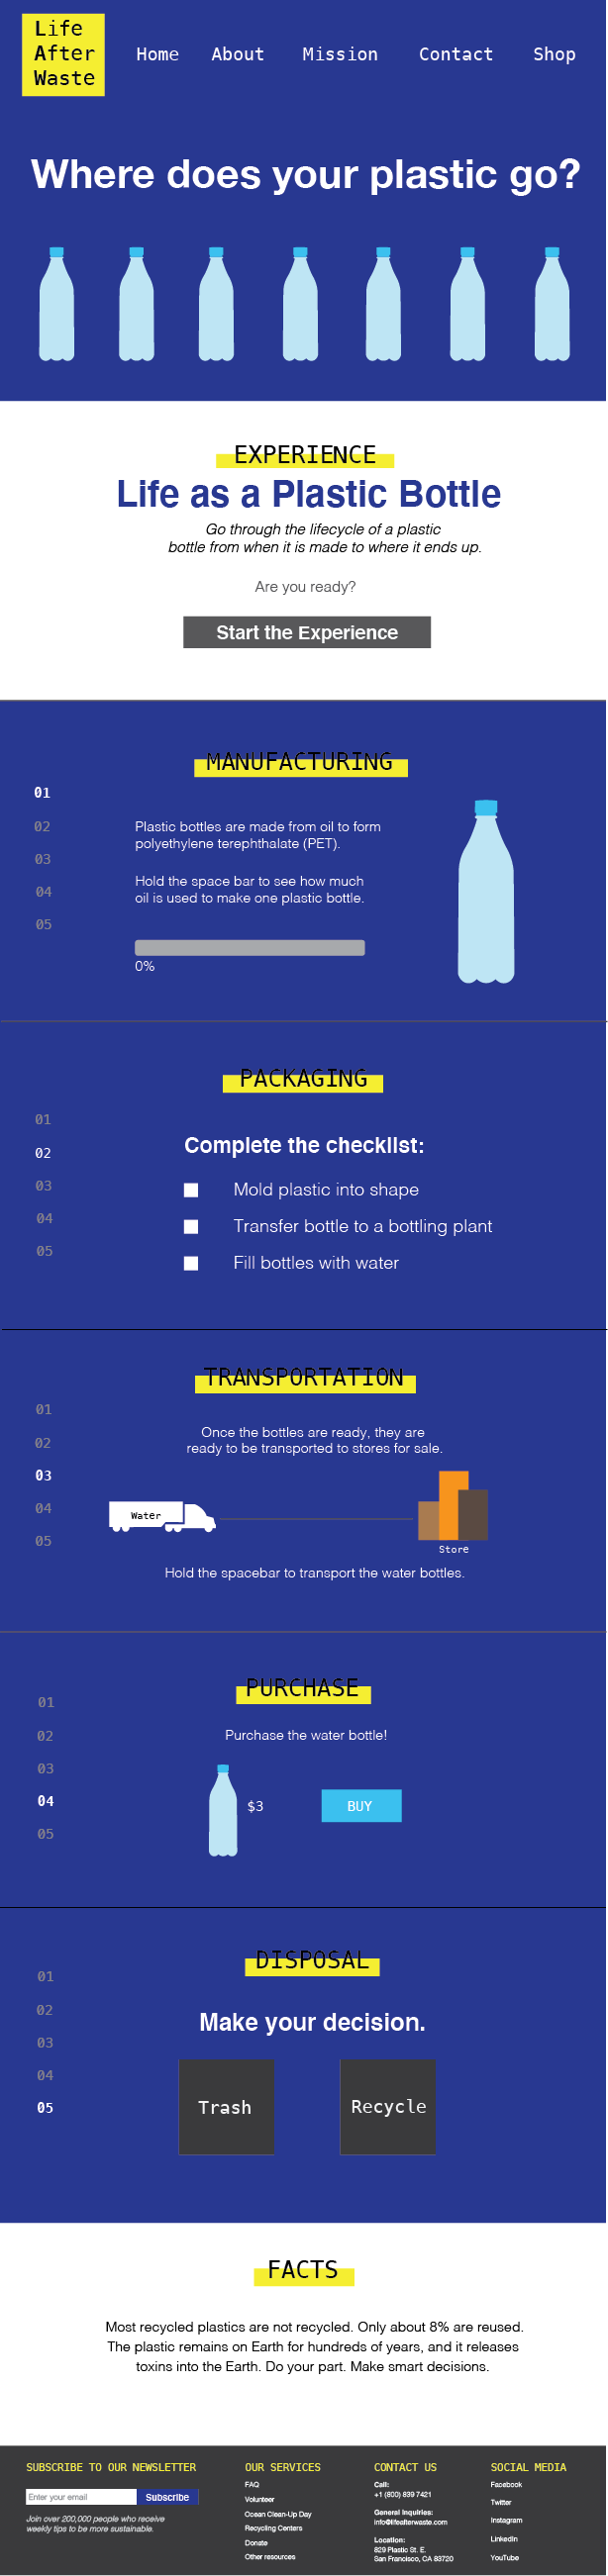 Life
After
Waste
Home About Mission Contact Shop
Where does your plastic go?
EXPERIENCE
Life as a Plastic Bottle
Go through the lifecycle of a plastic
bottle from when it is made to where it ends up.
Are you ready?
Start the Experience
MANUFACTURING
01
02
03
04
05
Plastic bottles are made from oil to form
polyethylene terephthalate (PET).
Hold the space bar to see how much
oil is used to make one plastic bottle.
0%
PACKAGING
01
02
03
04
05
Complete the checklist:
Mold plastic into shape
Transfer bottle to a bottling plant
Fill bottles with water
TRANSPORTATION
01
02
03
04
05
Once the bottles are ready, they are
ready to be transported to stores for sale.
Water
Store
Hold the spacebar to transport the water bottles.
PURCHASE
01
02
03
04
05
Purchase the water bottle!
$3
BUY
DISPOSAL
01
02
03
04
05
Make your decision.
Trash
Recycle
FACTS
Most recycled plastics are not recycled. Only about 8% are reused.
The plastic remains on Earth for hundreds of years, and it releases
toxins into the Earth. Do your part. Make smart decisions.
SUBSCRIBE TO OUR NEWSLETTER
Enter your email
Subscribe
Join over 200,000 people who receive
weekly tips to be more sustainable.
OUR SERVICES
FAQ
Volunteer
Ocean Clean-Up Day
Recycling Centers
Donate
Other resources
CONTACT US
Call:
+1 (800) 839 7421
General Inquiries:
info@lifeafterwaste.com
Location:
829 Plastic St. E.
San Francisco, CA 83720
SOCIAL MEDIA
Facebook
Twitter
Instagram
LinkedIn
YouTube